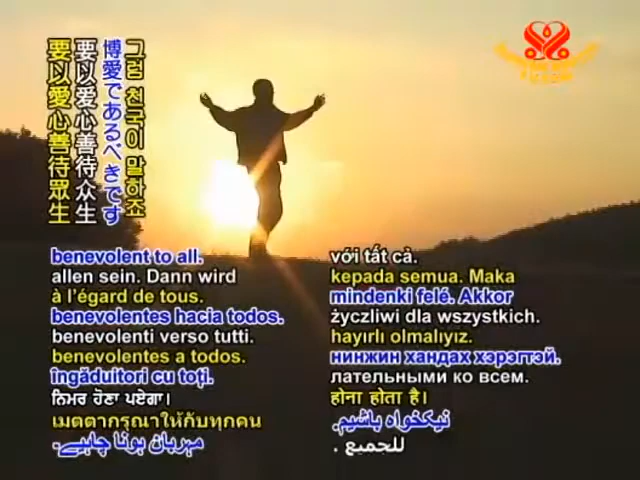 要以愛心善待眾生
要以爱心善待众生
博愛であるべきです
그럼 천국이 말하죠
benevolent to all.
allen sein. Dann wird
à l'égard de tous.
benevolentes hacia todos.
benevolenti verso tutti.
benevolentes a todos.
îngăduitori cu toţi.
ਨਿਮਰ ਹੋਣਾ ਪਏਗਾ।
เมตตากรุณาให้กับทุกคน
مہربان ہونا چاہیے۔
với tất cả.
kepada semua. Maka
mindenki felé. Akkor
życzliwi dla wszystkich.
hayırlı olmalıyız.
нинжин хандах хэрэгтэй.
лательными ко всем.
होना होता है।
نیکخواه باشیم.
للجميع .